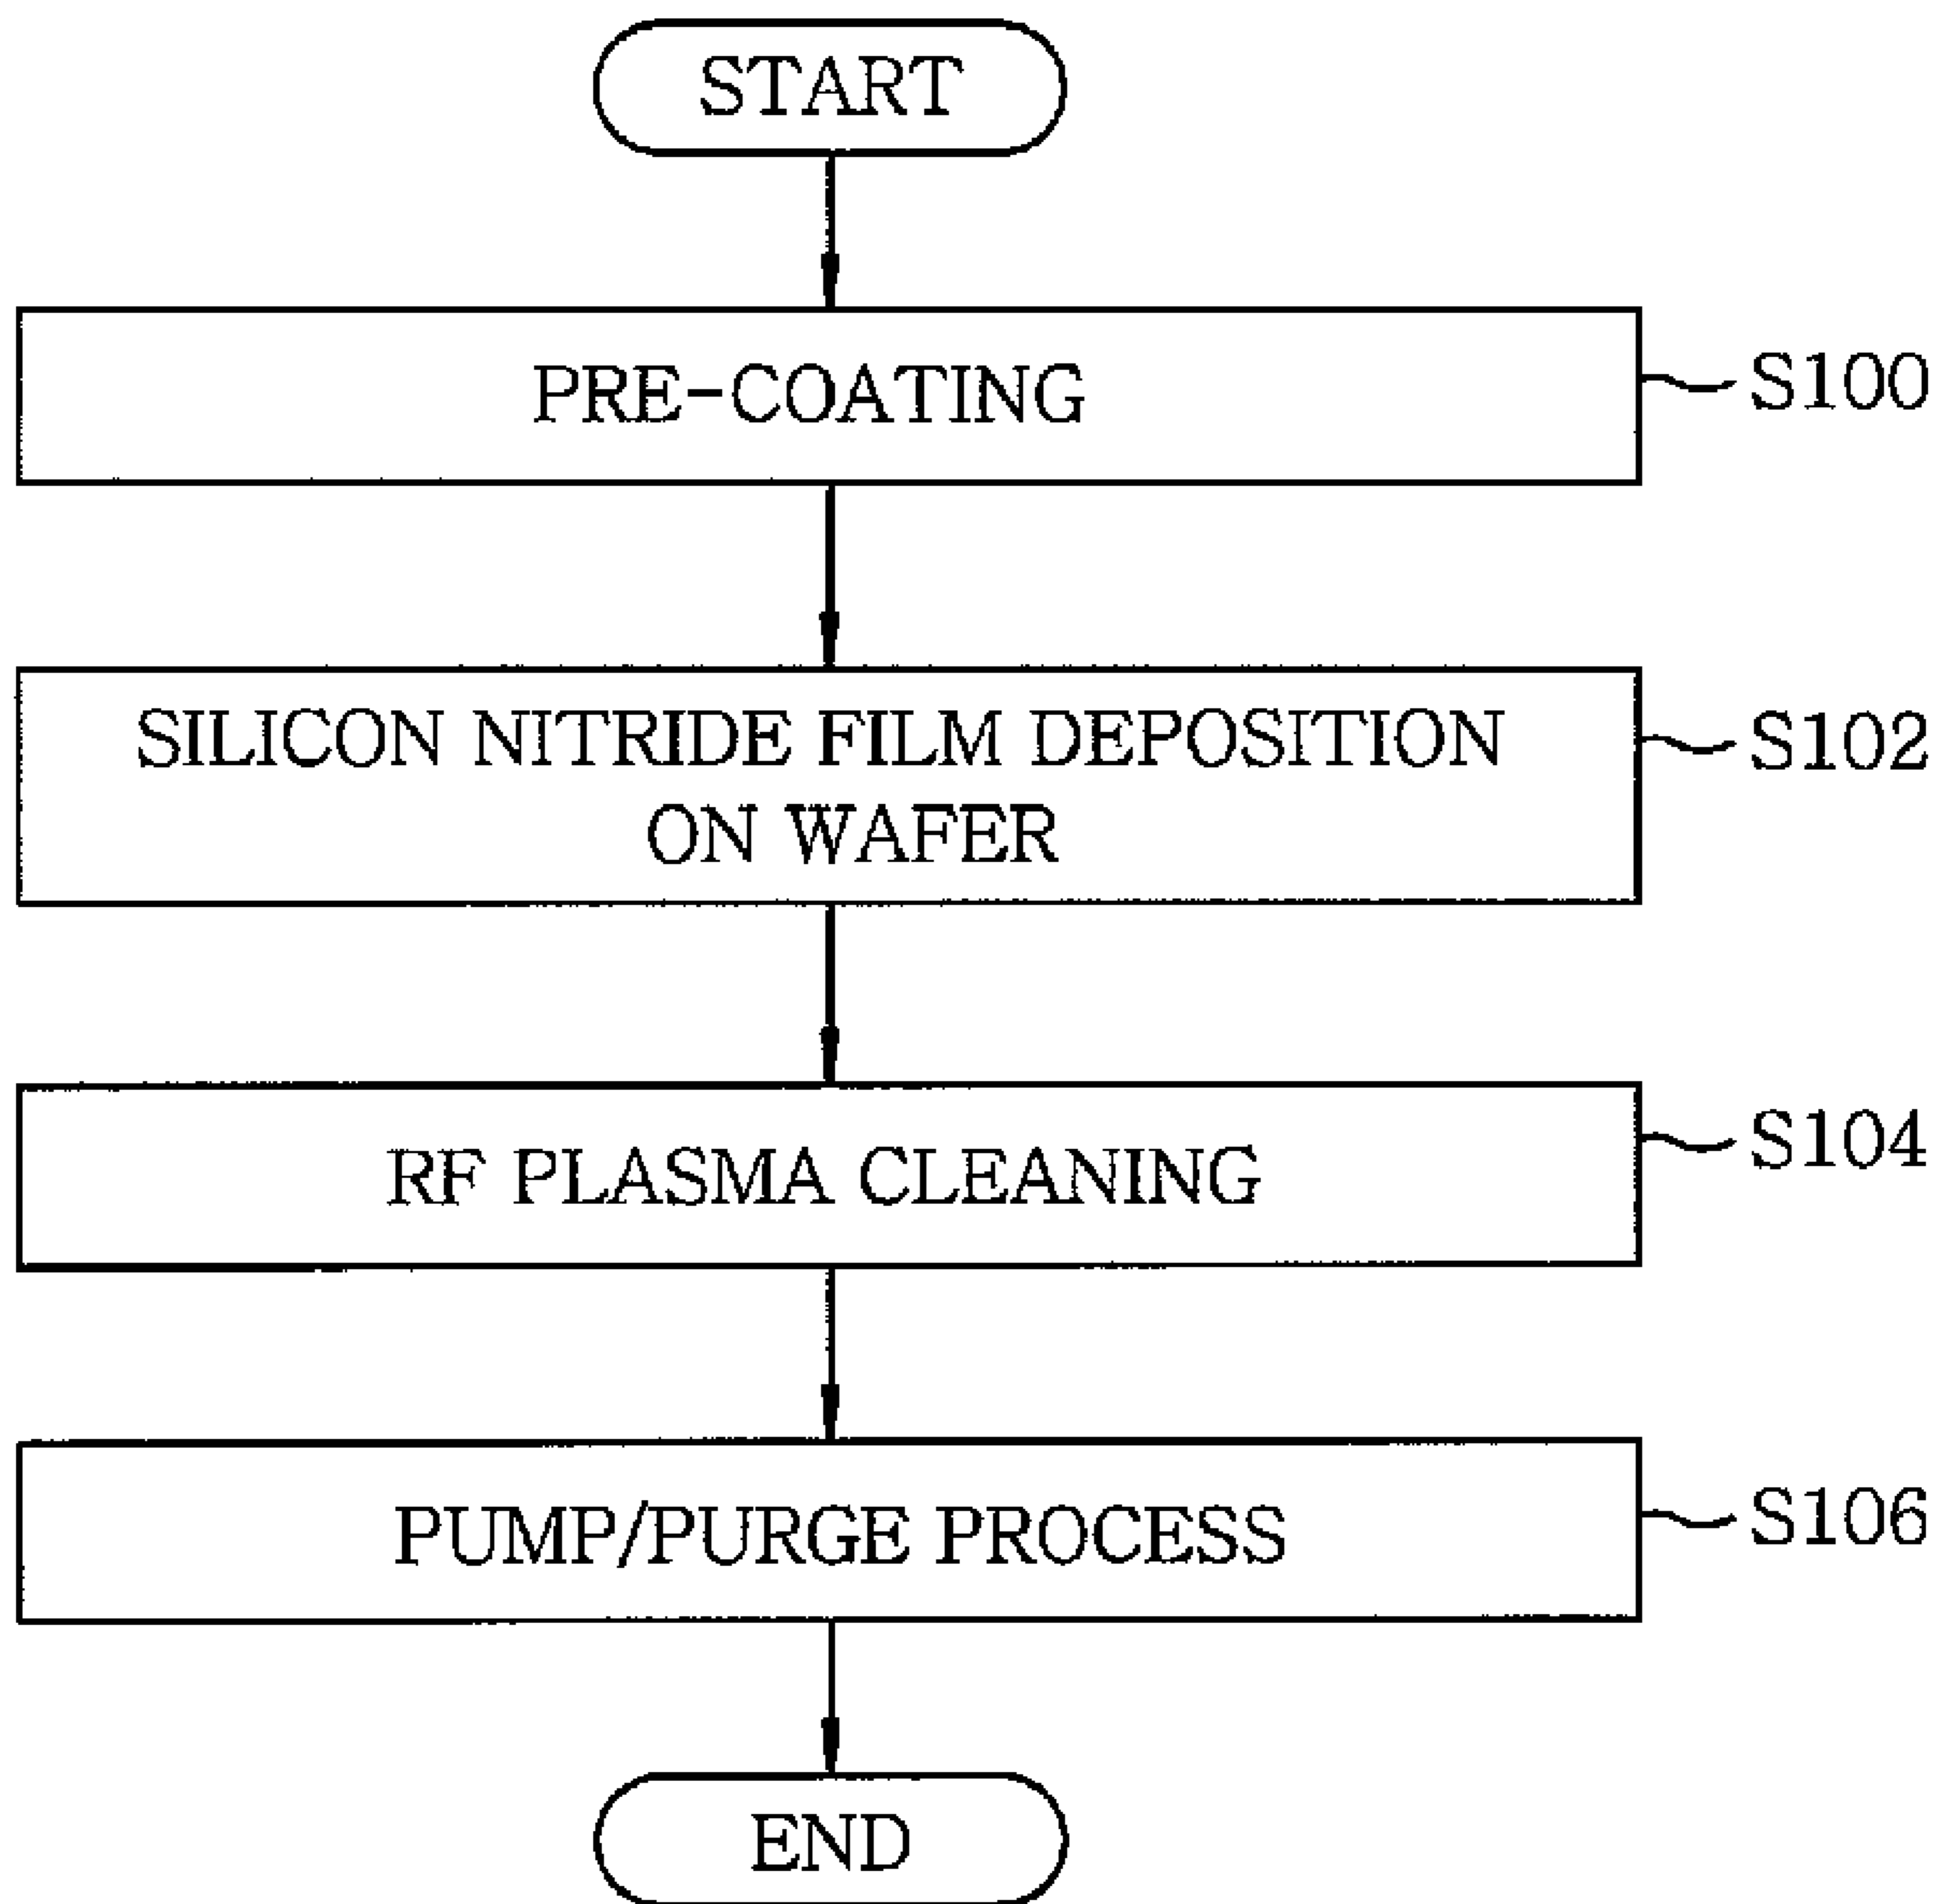 START
PRE-COATING
S100
SILICON NITRIDE FILM DEPOSITION
ON WAFER
S102
RF PLASMA CLEANING
S104
PUMP/PURGE PROCESS
S106
END